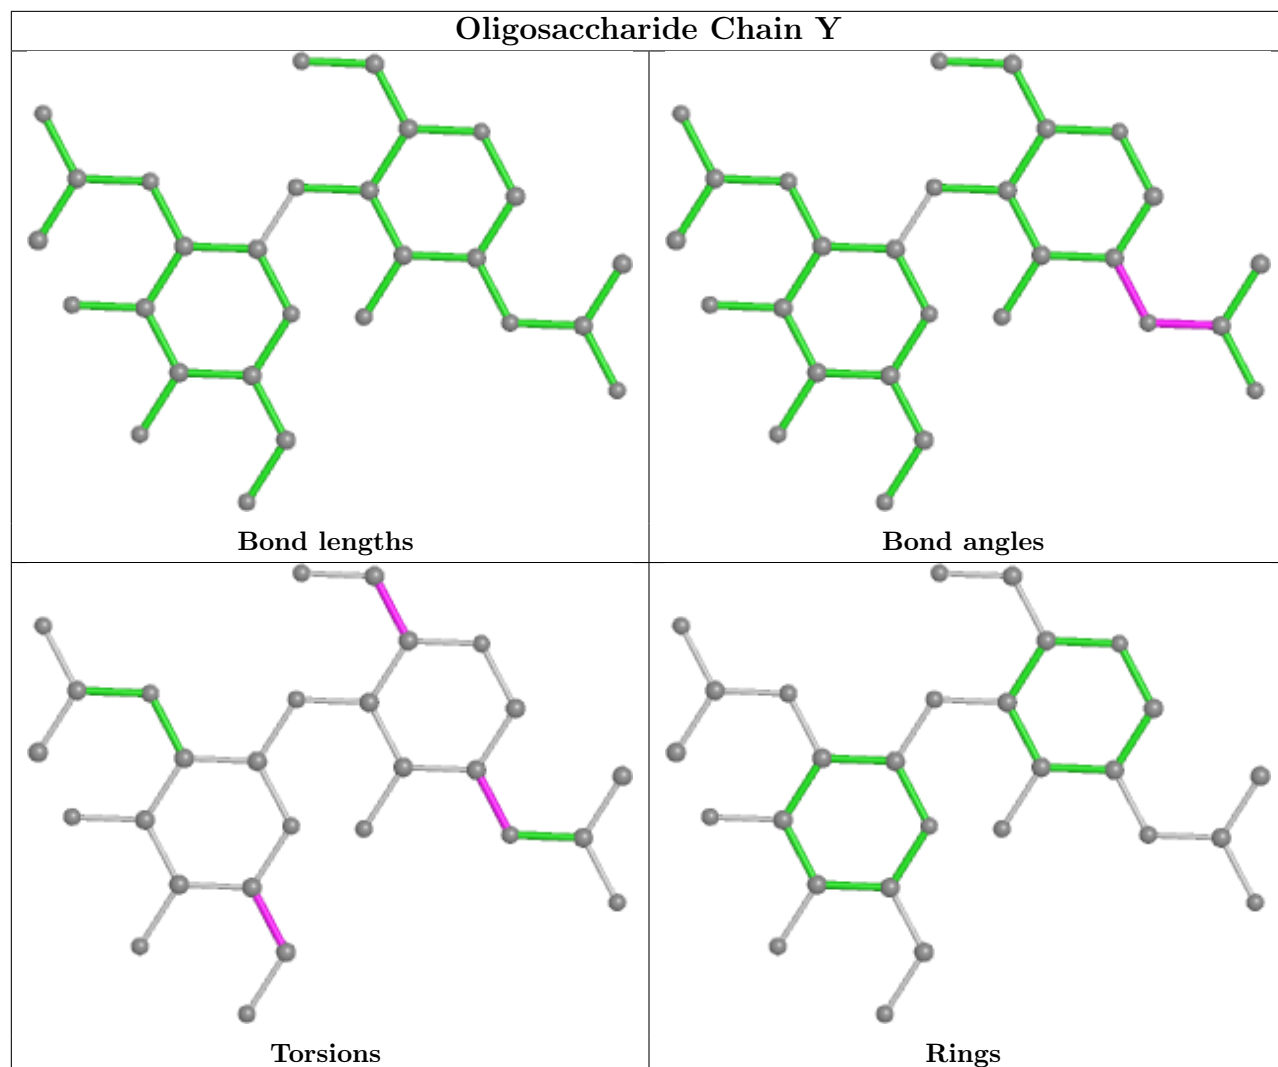 Oligosaccharide Chain Y
Bond lengths
Bond angles
Torsions
Rings